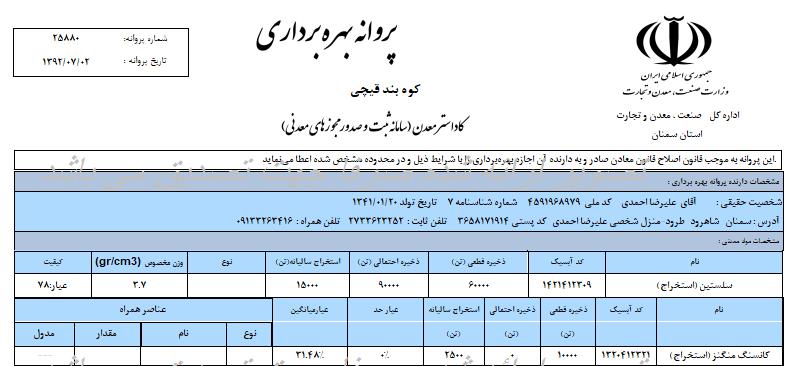 جمهوری اسلامی ایران
وزارت صنعت، معدن و تجارت
اداره کل صنعت ، معدن و تجارت
استان سمنان
پروانه بهره برداری
کوه بند قیچی
کاداستر معدن (سامانه ثبت و صدور مجوزهای معدنی)
شماره پروانه: ۲۵۸۸۰
تاریخ پروانه : ۱۳۹۲/۰۷/۰۲
این پروانه به موجب قانون اصلاح قانون معادن صادر و به دارنده آن اجازه بهره‌برداری را با شرایط ذیل و در محدوده مشخص شده اعطا می‌نماید.
مشخصات دارنده پروانه بهره برداری :
شخصیت حقیقی : آقای علیرضا احمدی کد ملی ۴۵۹۱۹۶۸۹۷۹ شماره شناسنامه ۷ تاریخ تولد ۱۳۴۱/۰۱/۲۰
آدرس : سمنان شاهرود طرود- منزل شخصی علیرضا احمدی کد پستی ۳۶۵۸۱۷۱۹۱۴ تلفن ثابت : ۲۷۳۳۶۲۳۲۵۲ تلفن همراه : ۰۹۱۳۳۲۶۳۴۱۶
مشخصات مواد معدنی :
نام کد آیسیک ذخیره قطعی (تن) ذخیره احتمالی (تن) استخراج سالیانه(تن) نوع وزن مخصوص (gr/cm3) کیفیت
سلستین (استخراج) ۱۴۲۱۴۱۲۳۰۹ ۶۰۰۰۰ ۹۰۰۰۰ ۱۵۰۰۰ ۳.۷ عیار:۷۸
نام کد آیسیک ذخیره قطعی (تن) ذخیره احتمالی (تن) استخراج سالیانه (تن) عیار حد عیارمیانگین عناصر همراه
نوع نام مقدار مدول
کانسنگ منگنز (استخراج) ۱۳۲۰۴۱۲۳۲۱ ۱۰۰۰۰ ۰ ۲۵۰۰ ۰% ۳۱.۴۸% ---